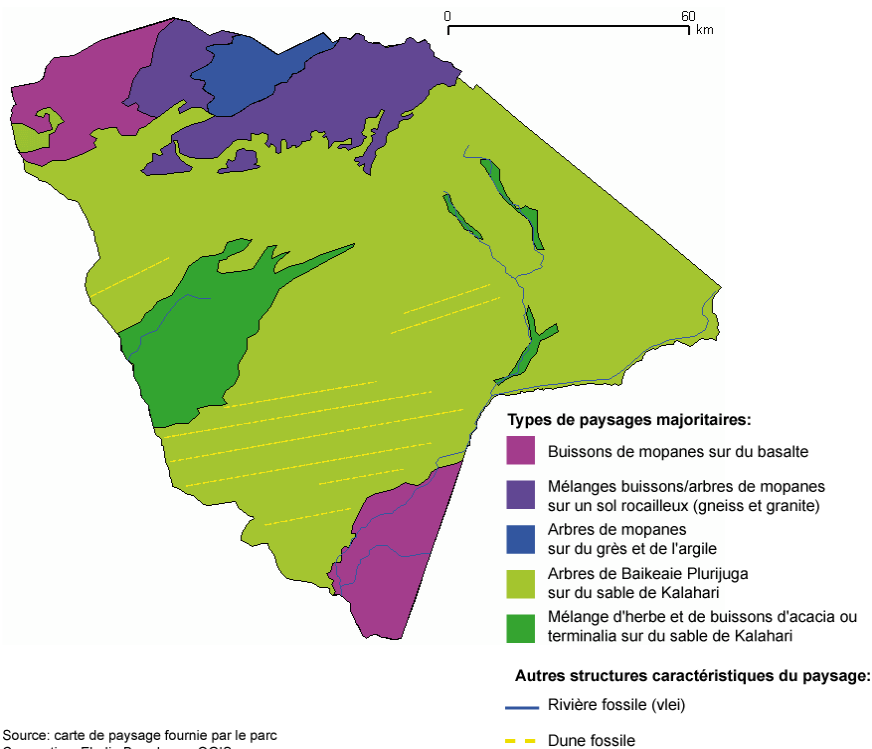 0 60
km
Types de paysages majoritaires:
Buissons de mopanes sur du basalte
Mélanges buissons/arbres de mopanes
sur un sol rocailleux (gneiss et granite)
Arbres de mopanes
sur du grès et de l'argile
Arbres de Baikeaie Plurijuga
sur du sable de Kalahari
Mélange d'herbe et de buissons d'acacia ou
terminalia sur du sable de Kalahari
Autres structures caractéristiques du paysage:
Rivière fossile (vlei)
Dune fossile
Source: carte de paysage fournie par le parc